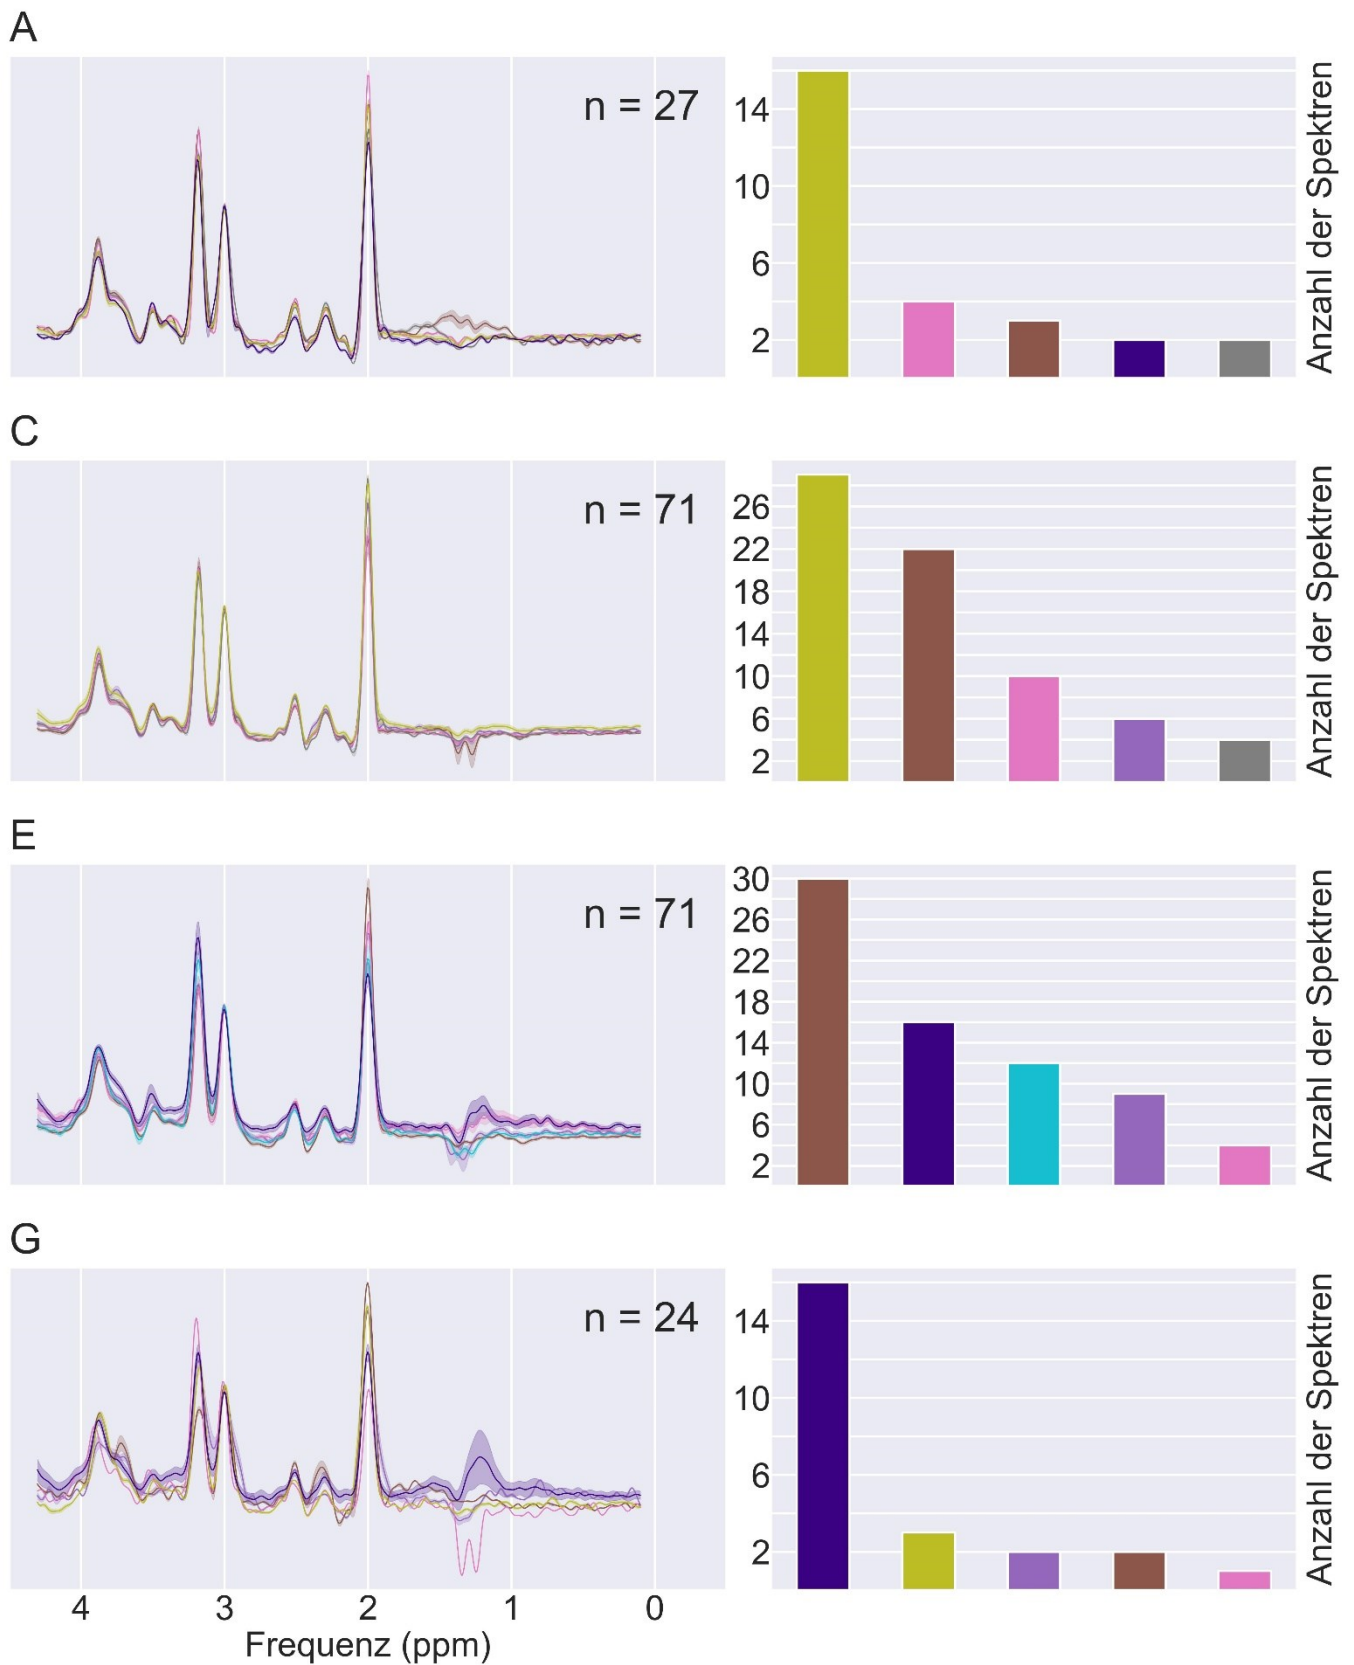 A
n = 27
14
10
6
2
Anzahl der Spektren
C
n = 71
26
22
18
14
10
6
2
Anzahl der Spektren
E
n = 71
30
26
22
18
14
10
6
2
Anzahl der Spektren
G
n = 24
14
10
6
2
Anzahl der Spektren
4 3 2 1 0
Frequenz (ppm)